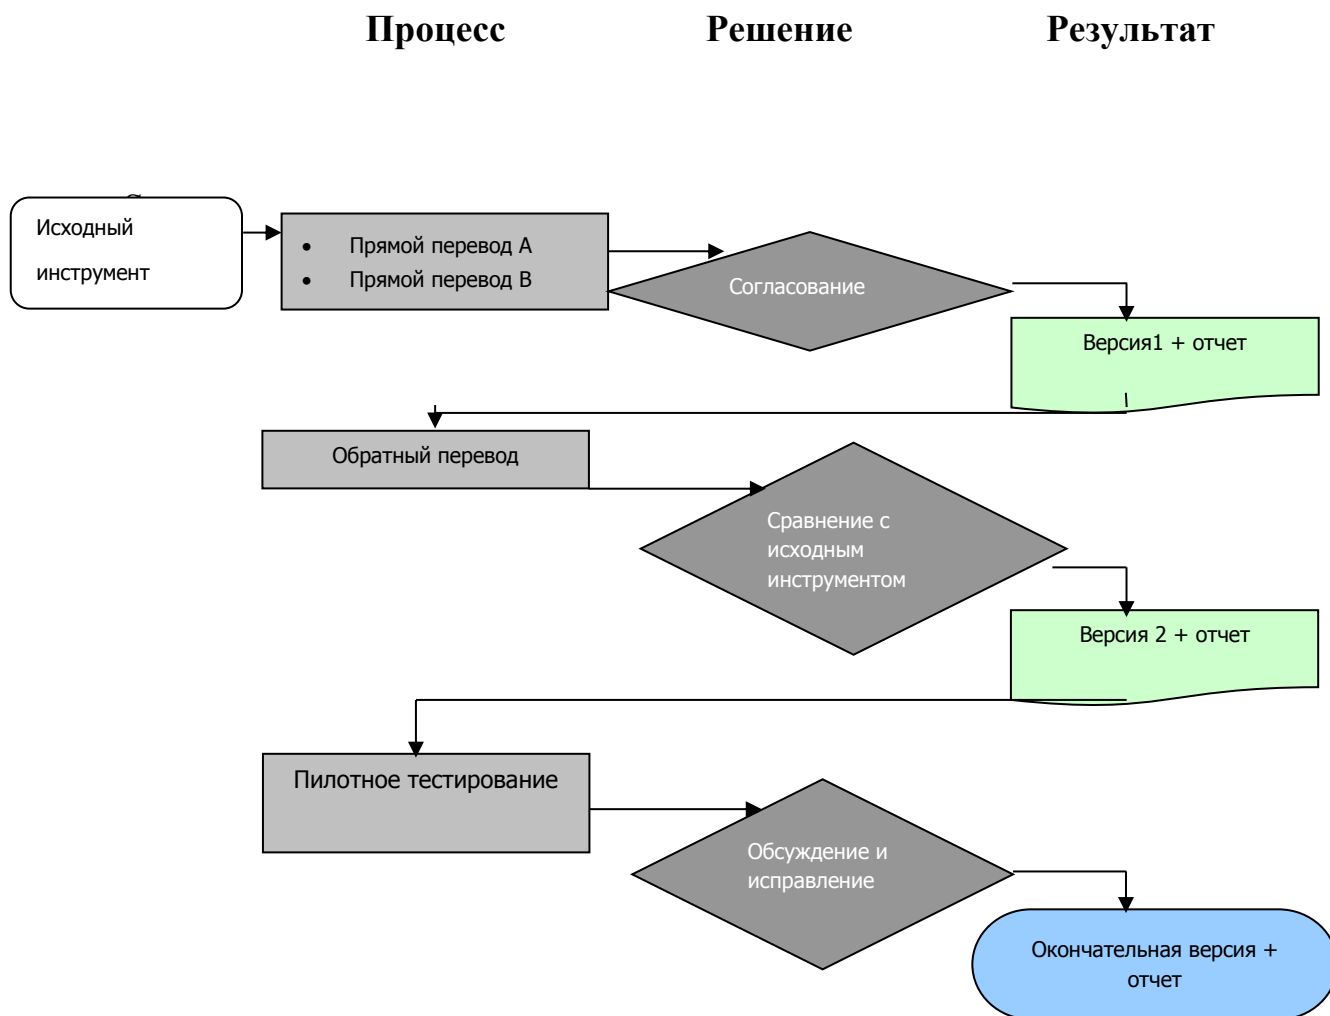 Процесс Решение Результат
Исходный
инструмент
• Прямой перевод А
• Прямой перевод В
Согласование
Версия1 + отчет
Обратный перевод
Сравнение с
исходным
инструментом
Версия 2 + отчет
Пилотное тестирование
Обсуждение и
исправление
Окончательная версия +
отчет